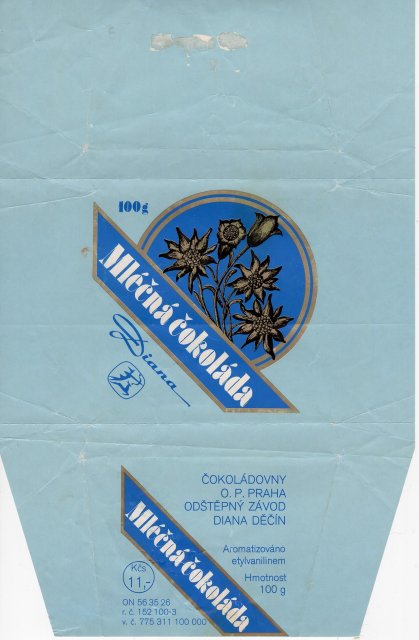 100g
Mléčná čokoláda
Diana
ČOKOLÁDOVNY
O. P. PRAHA
ODŠTĚPNÝ ZÁVOD
DIANA DĚČÍN
Mléčná čokoláda
Aromatizováno
etylvanilinem
Hmotnost
100 g
Kčs
11,-
ON 56 35 26
r. č. 152 100-3
v. č. 775 311 100 000